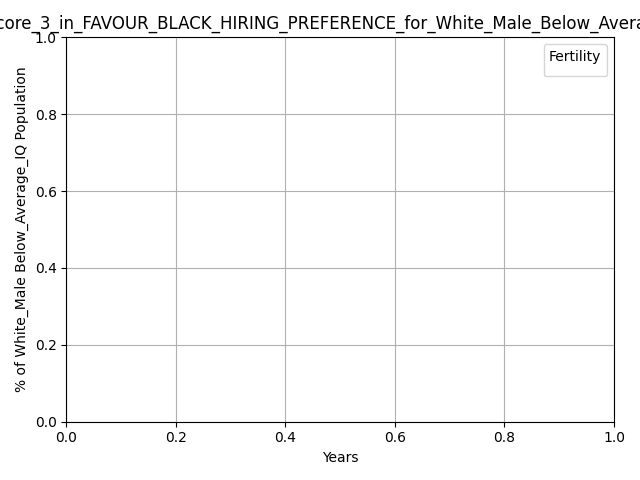 core_3_in_FAVOUR_BLACK_HIRING_PREFERENCE_for_White_Male_Below_Avera
Fertility
% of White_Male Below_Average_IQ Population
1.0
0.8
0.6
0.4
0.2
0.0
0.0 0.2 0.4 0.6 0.8 1.0
Years